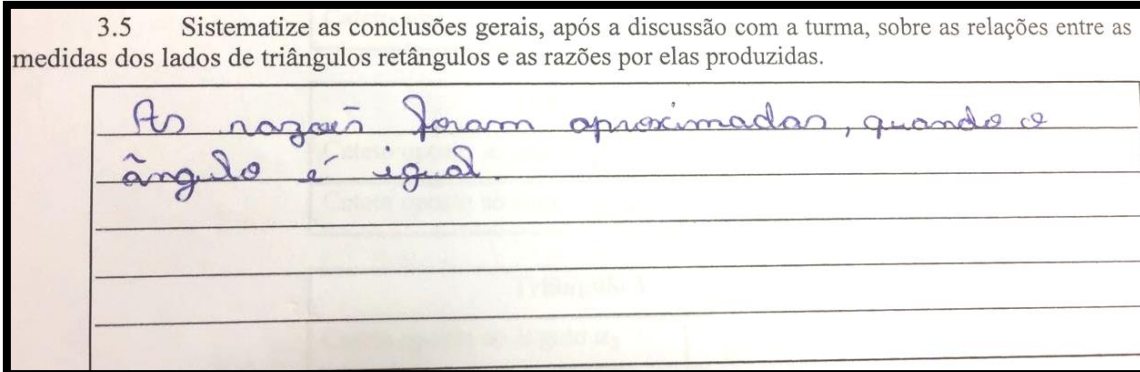 3.5 Sistematize as conclusões gerais, após a discussão com a turma, sobre as relações entre as
medidas dos lados de triângulos retângulos e as razões por elas produzidas.
As razoẽs foram aproximadas, quando o
ângulo é igual.